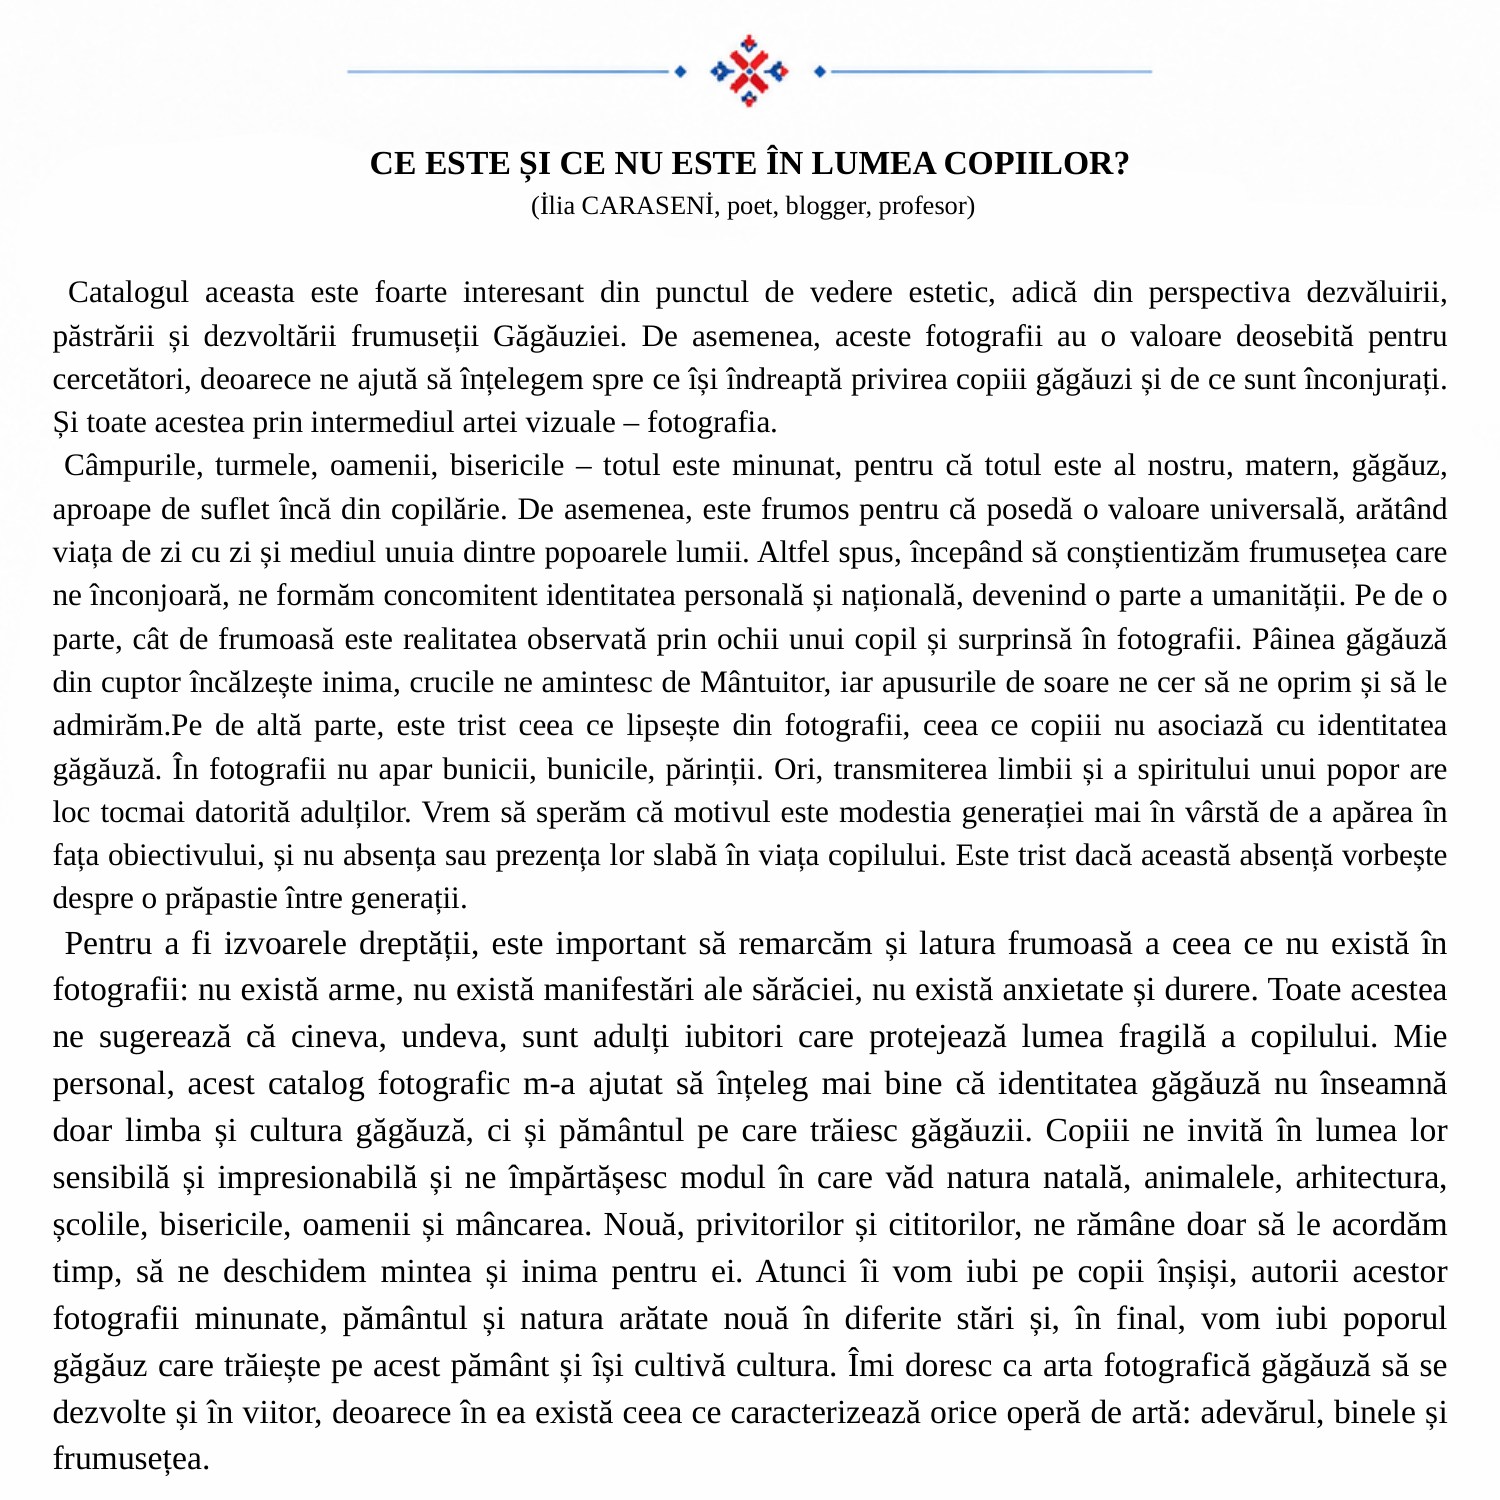 CE ESTE ȘI CE NU ESTE ÎN LUMEA COPIILOR?
(İlia CARASENİ, poet, blogger, profesor)
Catalogul aceasta este foarte interesant din punctul de vedere estetic, adică din perspectiva dezvăluirii,
păstrării și dezvoltării frumuseții Găgăuziei. De asemenea, aceste fotografii au o valoare deosebită pentru
cercetători, deoarece ne ajută să înțelegem spre ce își îndreaptă privirea copiii găgăuzi și de ce sunt înconjurați.
Și toate acestea prin intermediul artei vizuale – fotografia.
Câmpurile, turmele, oamenii, bisericile – totul este minunat, pentru că totul este al nostru, matern, găgăuz,
aproape de suflet încă din copilărie. De asemenea, este frumos pentru că posedă o valoare universală, arătând
viața de zi cu zi și mediul unuia dintre popoarele lumii. Altfel spus, începând să conștientizăm frumusețea care
ne înconjoară, ne formăm concomitent identitatea personală și națională, devenind o parte a umanității. Pe de o
parte, cât de frumoasă este realitatea observată prin ochii unui copil și surprinsă în fotografii. Pâinea găgăuză
din cuptor încălzește inima, crucile ne amintesc de Mântuitor, iar apusurile de soare ne cer să ne oprim și să le
admirăm.Pe de altă parte, este trist ceea ce lipsește din fotografii, ceea ce copiii nu asociază cu identitatea
găgăuză. În fotografii nu apar bunicii, bunicile, părinții. Ori, transmiterea limbii și a spiritului unui popor are
loc tocmai datorită adulților. Vrem să sperăm că motivul este modestia generației mai în vârstă de a apărea în
fața obiectivului, și nu absența sau prezența lor slabă în viața copilului. Este trist dacă această absență vorbește
despre o prăpastie între generații.
Pentru a fi izvoarele dreptății, este important să remarcăm și latura frumoasă a ceea ce nu există în
fotografii: nu există arme, nu există manifestări ale sărăciei, nu există anxietate și durere. Toate acestea
ne sugerează că cineva, undeva, sunt adulți iubitori care protejează lumea fragilă a copilului. Mie
personal, acest catalog fotografic m-a ajutat să înțeleg mai bine că identitatea găgăuză nu înseamnă
doar limba și cultura găgăuză, ci și pământul pe care trăiesc găgăuzii. Copiii ne invită în lumea lor
sensibilă și impresionabilă și ne împărtășesc modul în care văd natura natală, animalele, arhitectura,
școlile, bisericile, oamenii și mâncarea. Nouă, privitorilor și cititorilor, ne rămâne doar să le acordăm
timp, să ne deschidem mintea și inima pentru ei. Atunci îi vom iubi pe copii înșiși, autorii acestor
fotografii minunate, pământul și natura arătate nouă în diferite stări și, în final, vom iubi poporul
găgăuz care trăiește pe acest pământ și își cultivă cultura. Îmi doresc ca arta fotografică găgăuză să se
dezvolte și în viitor, deoarece în ea există ceea ce caracterizează orice operă de artă: adevărul, binele și
frumusețea.